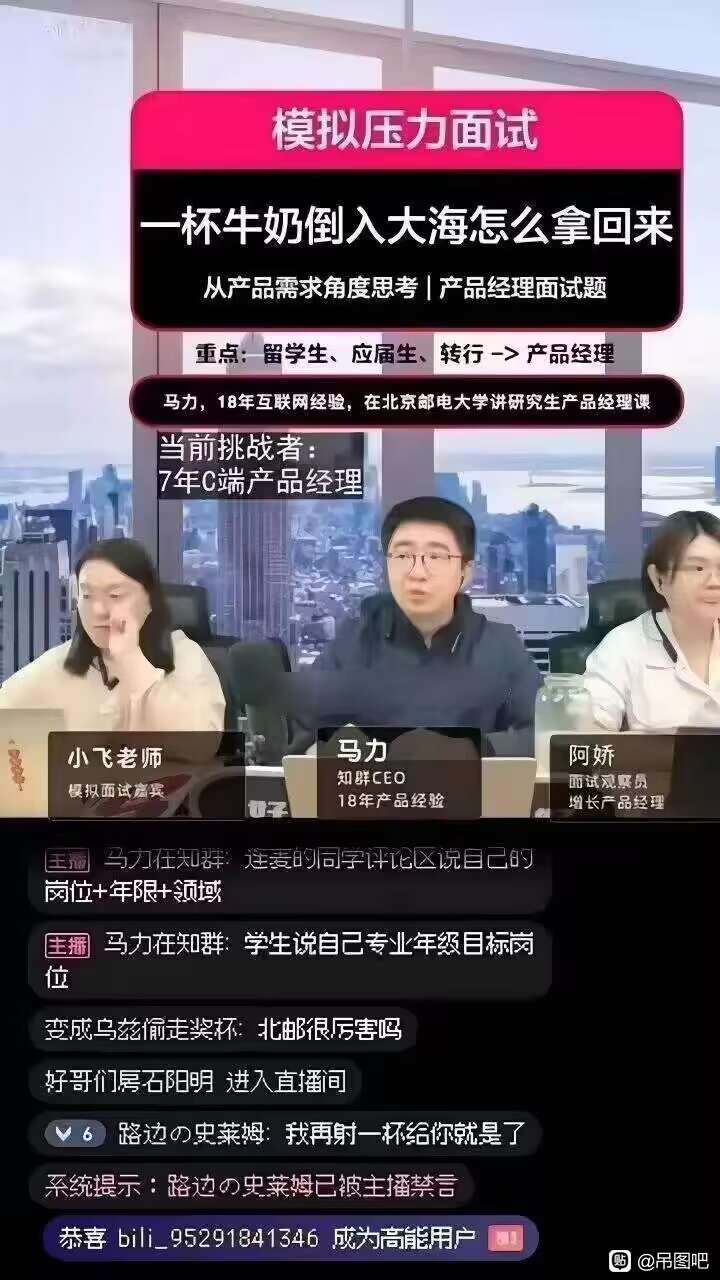 模拟压力面试
一杯牛奶倒入大海怎么拿回来
从产品需求角度思考 | 产品经理面试题
重点：留学生、应届生、转行 -> 产品经理
马力，18年互联网经验，在北京邮电大学讲研究生产品经理课
当前挑战者：
7年C端产品经理
小飞老师
模拟面试嘉宾
马力
知群CEO
18年产品经验
阿娇
面试观察员
增长产品经理
好
主播 马力在知群：连麦的同学评论区说自己的
岗位+年限+领域
主播 马力在知群：学生说自己专业年级目标岗
位
变成乌兹偷走奖杯：北邮很厉害吗
好哥们房石阳明 进入直播间
6 路边の史莱姆：我再射一杯给你就是了
系统提示：路边の史莱姆已被主播禁言
恭喜 bili_95291841346 成为高能用户
贴 @吊图吧